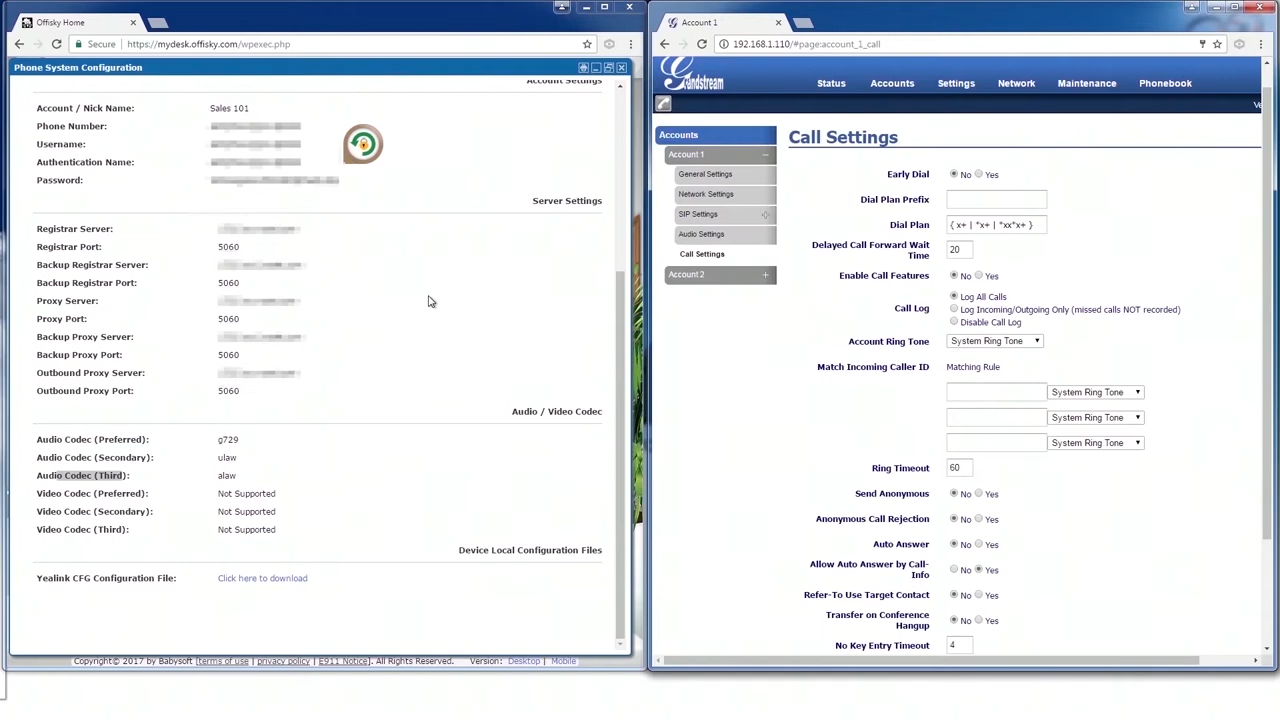 Offisky Home
Secure
https://mydesk.offisky.com/wpexec.php
Phone System Configuration
Account Settings
Account / Nick Name: Sales 101
Phone Number:
Username:
Authentication Name:
Password:
Server Settings
Registrar Server:
Registrar Port: 5060
Backup Registrar Server:
Backup Registrar Port: 5060
Proxy Server:
Proxy Port: 5060
Backup Proxy Server:
Backup Proxy Port: 5060
Outbound Proxy Server:
Outbound Proxy Port: 5060
Audio / Video Codec
Audio Codec (Preferred): g729
Audio Codec (Secondary): ulaw
Audio Codec (Third): alaw
Video Codec (Preferred): Not Supported
Video Codec (Secondary): Not Supported
Video Codec (Third): Not Supported
Device Local Configuration Files
Yealink CFG Configuration File: Click here to download
Copyright© 2017 by Babysoft [terms of use | privacy policy | E911 Notice]. All Rights Reserved. Version: Desktop | Mobile
Account 1
192.168.1.110/#page:account_1_call
Grandstream
Status Accounts Settings Network Maintenance Phonebook
Ve
Accounts
Account 1
General Settings
Network Settings
SIP Settings
Audio Settings
Call Settings
Account 2
Call Settings
Early Dial No Yes
Dial Plan Prefix
Dial Plan { x+ | *x+ | *xx*x+ }
Delayed Call Forward Wait
Time 20
Enable Call Features No Yes
Call Log Log All Calls
Log Incoming/Outgoing Only (missed calls NOT recorded)
Disable Call Log
Account Ring Tone System Ring Tone
Match Incoming Caller ID Matching Rule
System Ring Tone
System Ring Tone
System Ring Tone
Ring Timeout 60
Send Anonymous No Yes
Anonymous Call Rejection No Yes
Auto Answer No Yes
Allow Auto Answer by Call-
Info No Yes
Refer-To Use Target Contact No Yes
Transfer on Conference
Hangup No Yes
No Key Entry Timeout 4